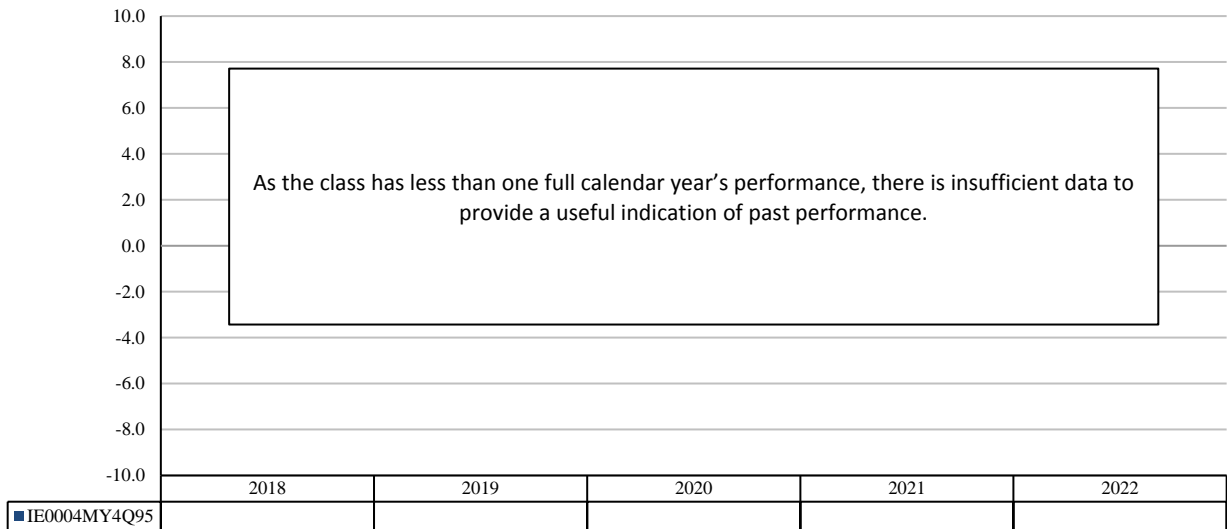 10.0
8.0
6.0
4.0
2.0
0.0
-2.0
-4.0
-6.0
-8.0
-10.0
As the class has less than one full calendar year’s performance, there is insufficient data to
provide a useful indication of past performance.
2018 2019 2020 2021 2022
IE0004MY4Q95